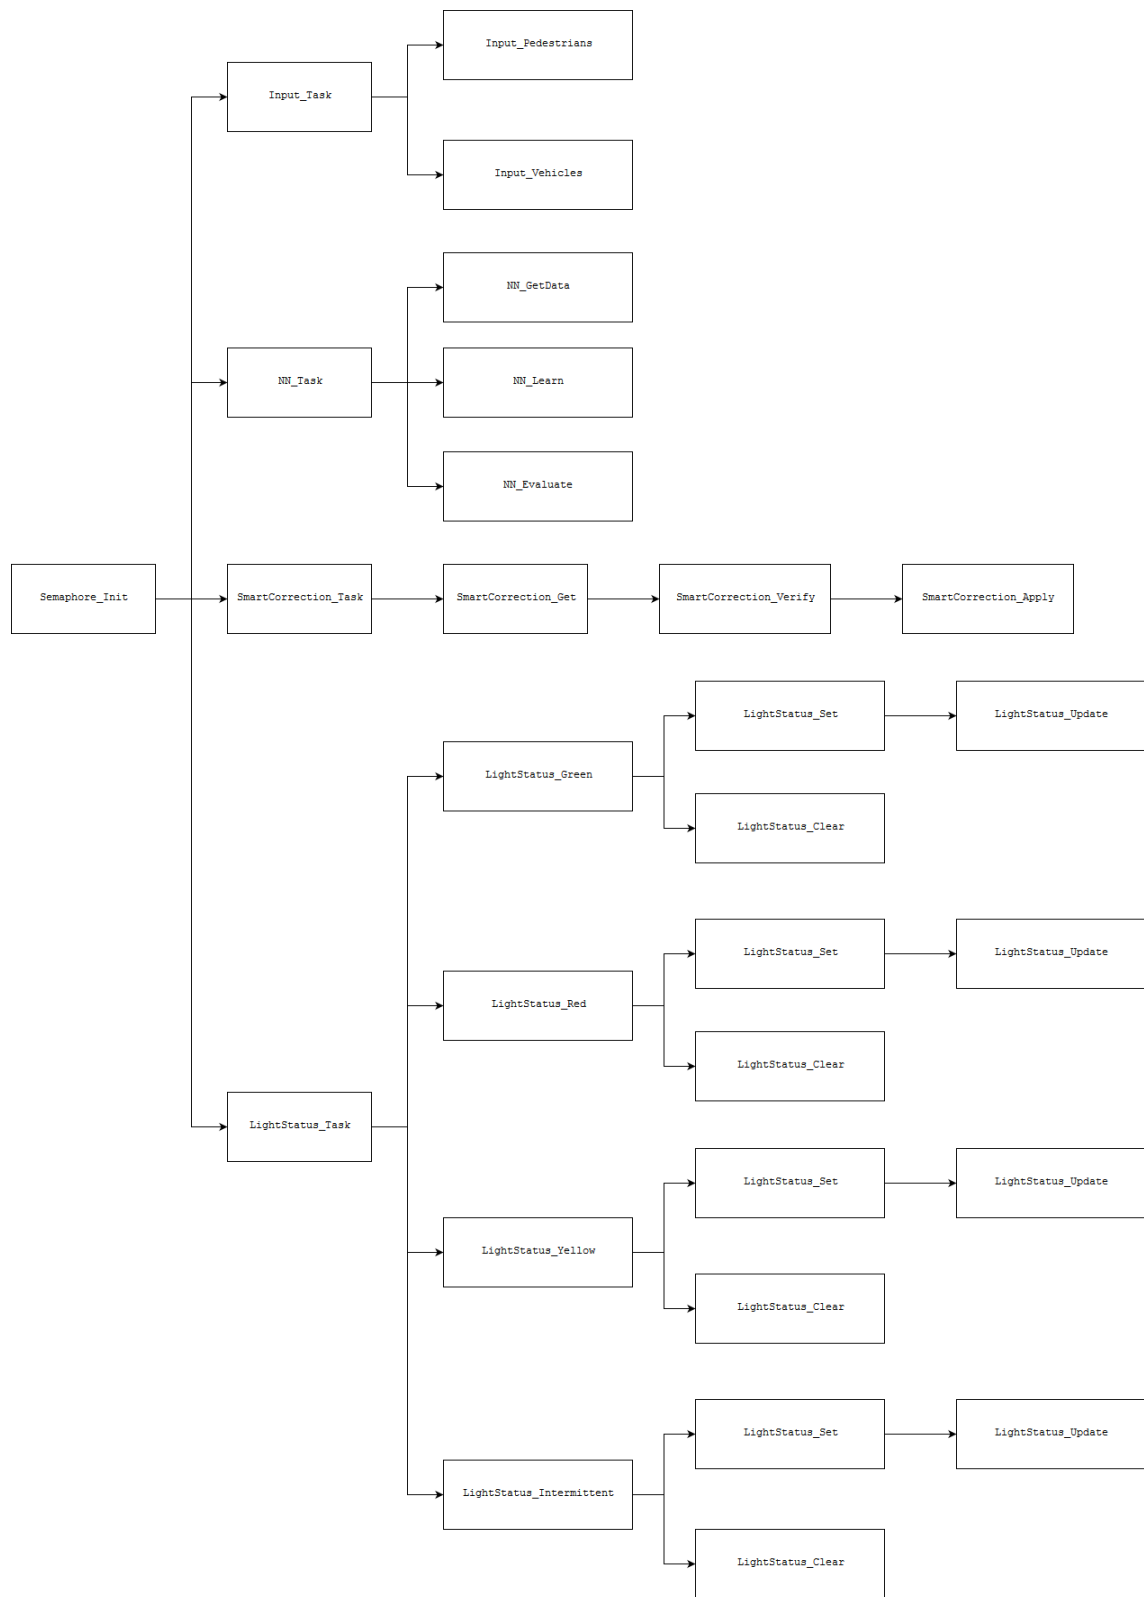 Input_Pedestrians
Input_Task
Input_Vehicles
NN_GetData
NN_Task
NN_Learn
NN_Evaluate
Semaphore_Init
SmartCorrection_Task
SmartCorrection_Get
SmartCorrection_Verify
SmartCorrection_Apply
LightStatus_Set
LightStatus_Update
LightStatus_Green
LightStatus_Clear
LightStatus_Set
LightStatus_Update
LightStatus_Red
LightStatus_Clear
LightStatus_Task
LightStatus_Set
LightStatus_Update
LightStatus_Yellow
LightStatus_Clear
LightStatus_Set
LightStatus_Update
LightStatus_Intermittent
LightStatus_Clear